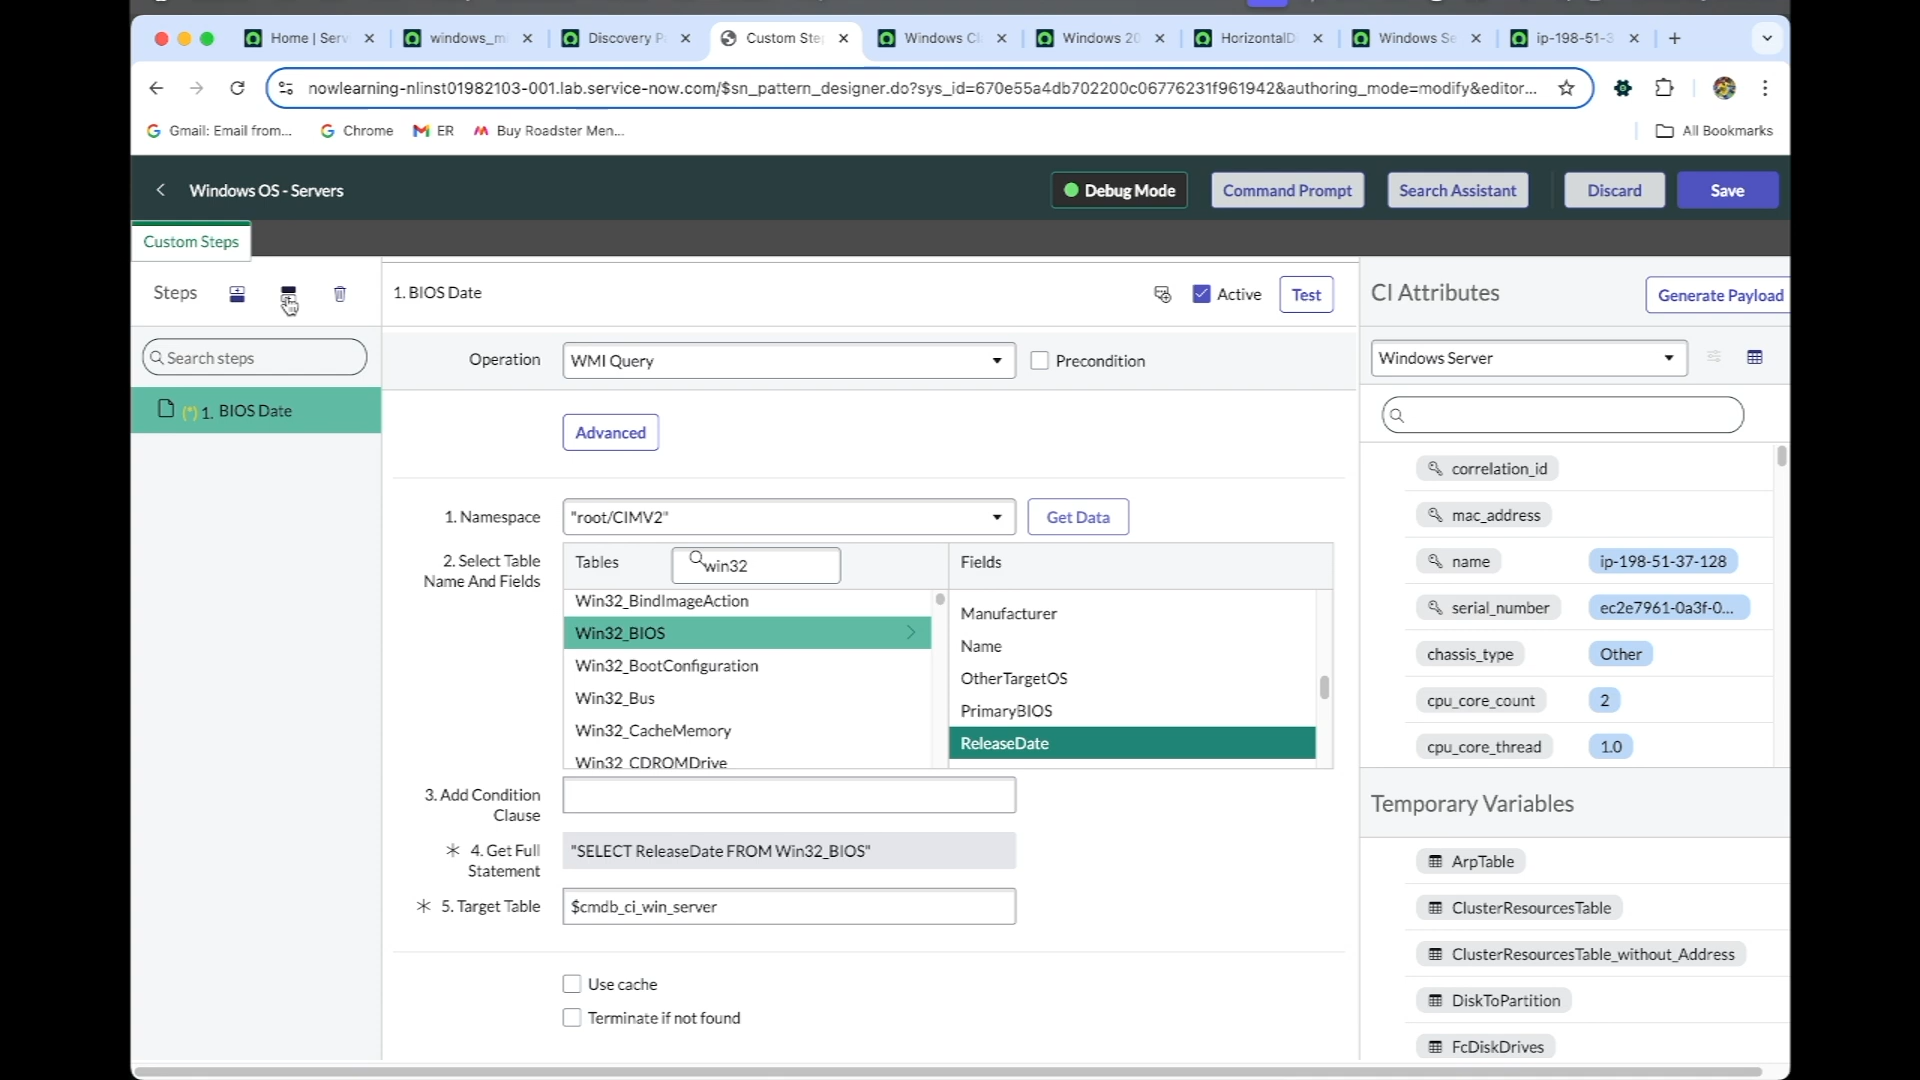 Home | Serv
windows_mi
Discovery Pa
Custom Ste
Windows Cl
Windows 20
HorizontalD
Windows Se
ip-198-51-3
nowlearning-nlinst01982103-001.lab.service-now.com/$sn_pattern_designer.do?sys_id=670e55a4db702200c06776231f961942&authoring_mode=modify&editor...
Gmail: Email from...
Chrome
ER
Buy Roadster Men...
All Bookmarks
Windows OS - Servers
Debug Mode
Command Prompt
Search Assistant
Discard
Save
Custom Steps
Steps
1. BIOS Date
Active
Test
CI Attributes
Generate Payload
Search steps
Operation
WMI Query
Precondition
Windows Server
(*) 1. BIOS Date
Advanced
correlation_id
mac_address
1. Namespace
"root/CIMV2"
Get Data
2. Select Table
Name And Fields
Tables
win32
Fields
name
ip-198-51-37-128
Win32_BindImageAction
Win32_BIOS
Win32_BootConfiguration
Win32_Bus
Win32_CacheMemory
Win32_CDROMDrive
Manufacturer
Name
OtherTargetOS
PrimaryBIOS
ReleaseDate
serial_number
ec2e7961-0a3f-0...
chassis_type
Other
cpu_core_count
2
cpu_core_thread
1.0
3. Add Condition
Clause
Temporary Variables
* 4. Get Full
Statement
"SELECT ReleaseDate FROM Win32_BIOS"
* 5. Target Table
$cmdb_ci_win_server
ArpTable
ClusterResourcesTable
ClusterResourcesTable_without_Address
DiskToPartition
FcDiskDrives
Use cache
Terminate if not found